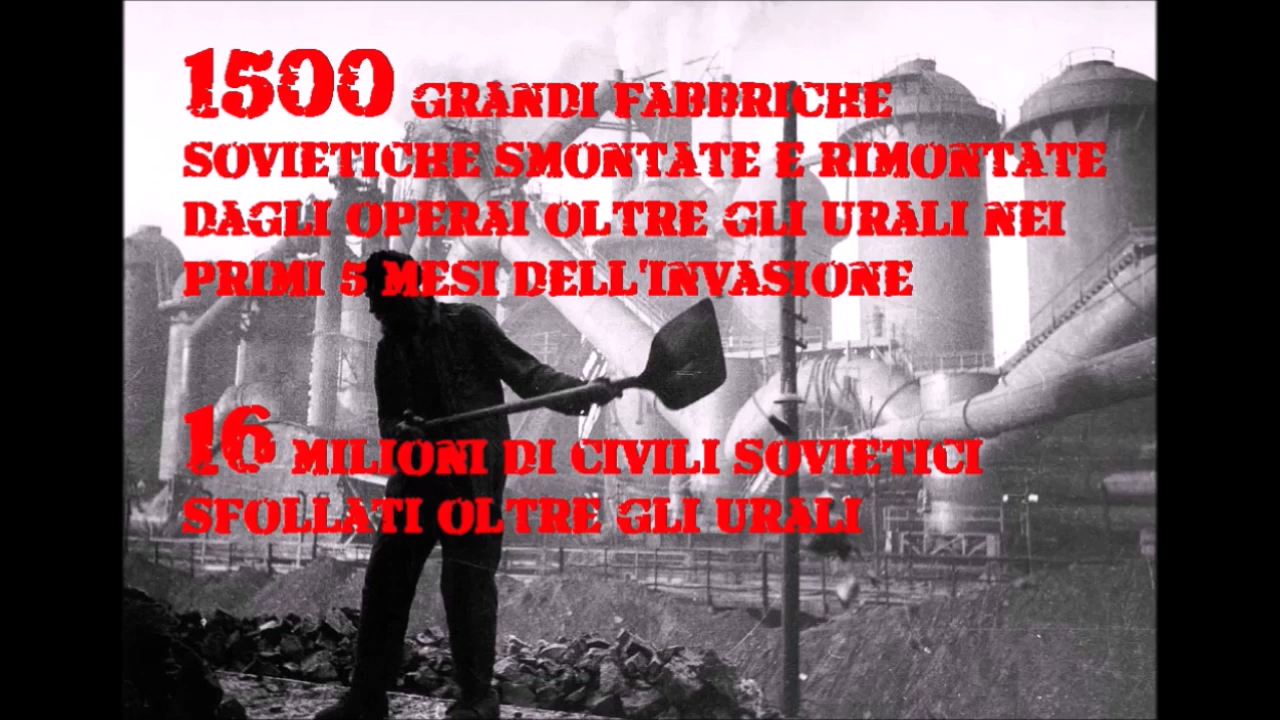 1500 GRANDI FABBRICHE
SOVIETICHE SMONTATE E RIMONTATE
DAGLI OPERAI OLTRE GLI URALI NEI
PRIMI 5 MESI DELL'INVASIONE
16 MILIONI DI CIVILI SOVIETICI
SFOLLATI OLTRE GLI URALI